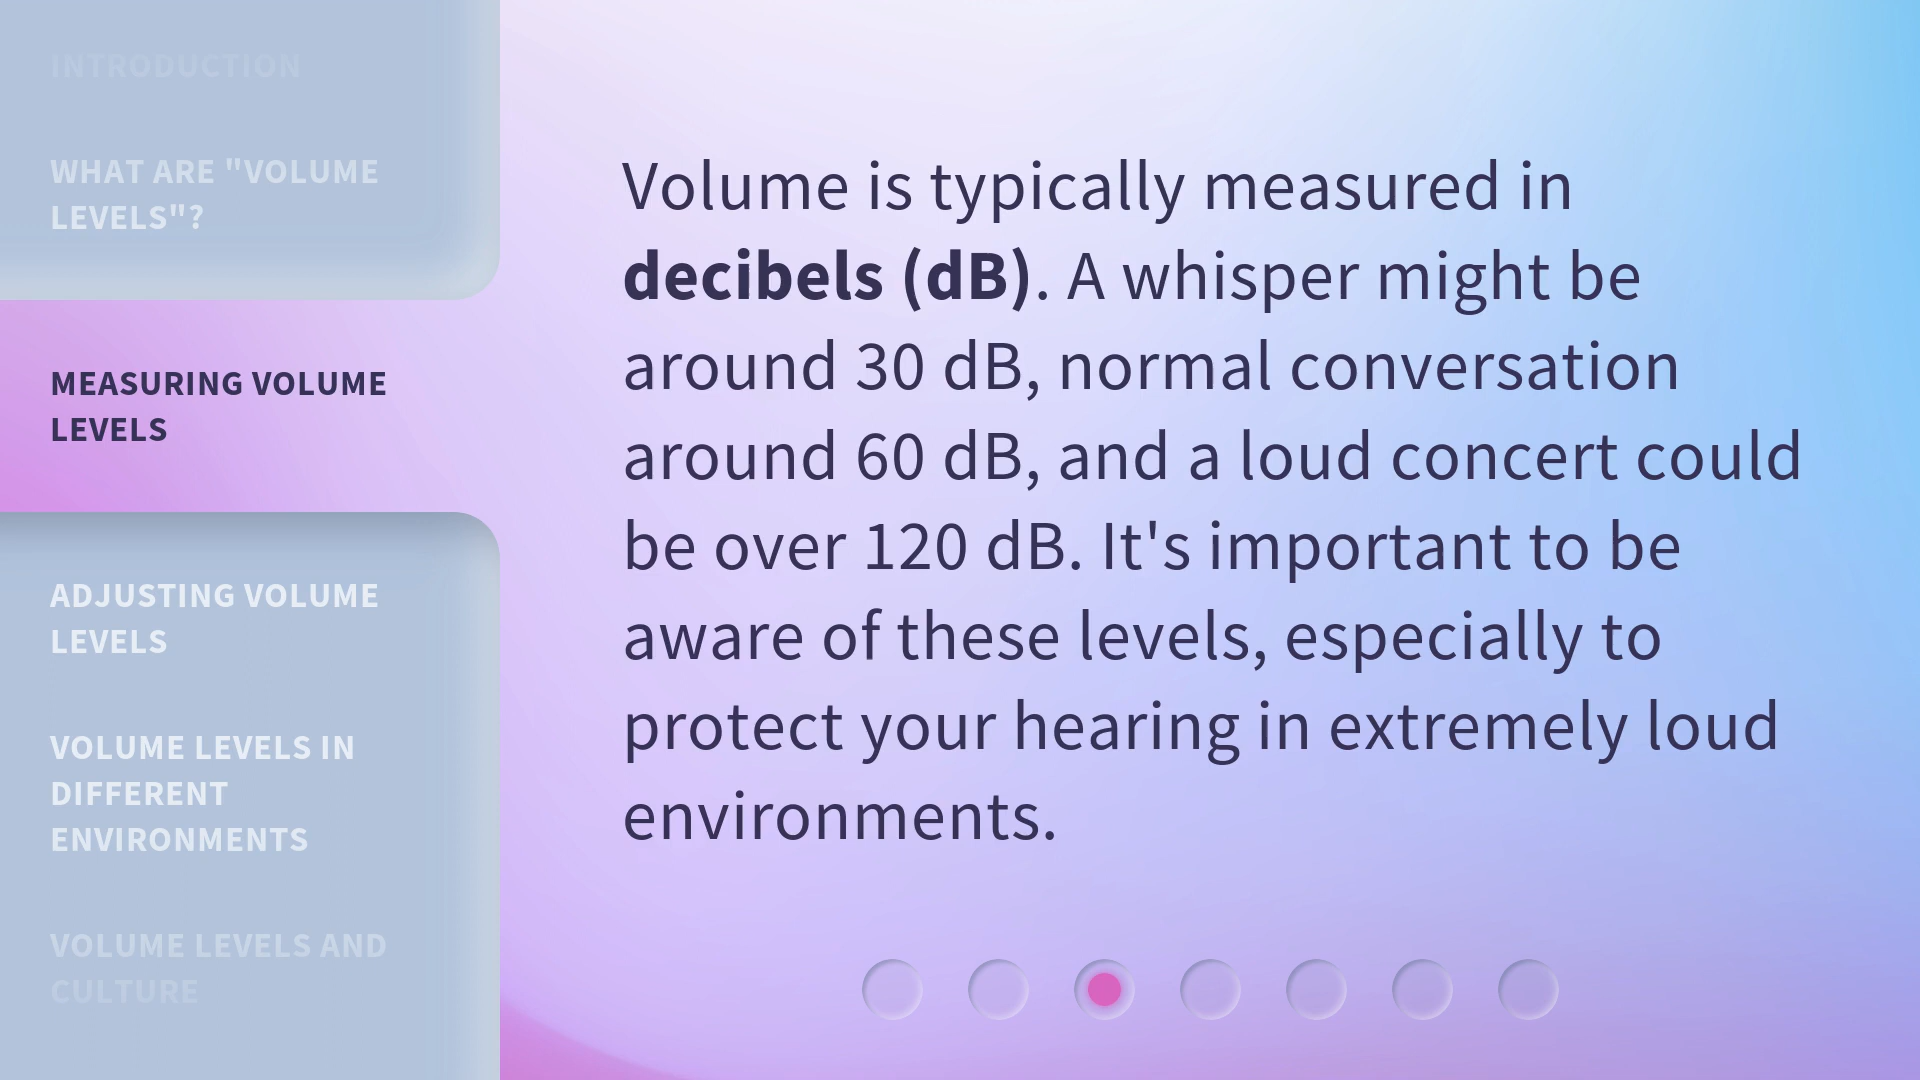 INTRODUCTION
WHAT ARE "VOLUME
LEVELS"?
MEASURING VOLUME
LEVELS
ADJUSTING VOLUME
LEVELS
VOLUME LEVELS IN
DIFFERENT
ENVIRONMENTS
VOLUME LEVELS AND
CULTURE
Volume is typically measured in
decibels (dB). A whisper might be
around 30 dB, normal conversation
around 60 dB, and a loud concert could
be over 120 dB. It's important to be
aware of these levels, especially to
protect your hearing in extremely loud
environments.